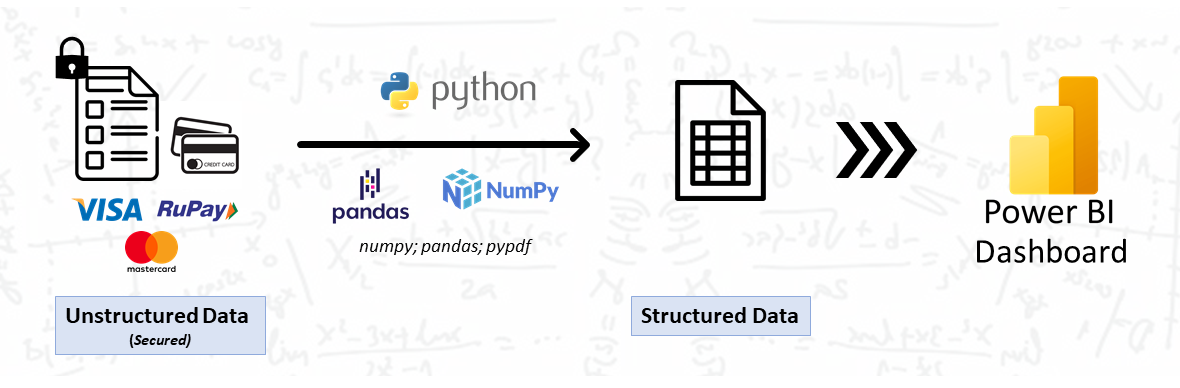 CREDIT CARD
VISA
RuPay
mastercard
Unstructured Data
(Secured)
python
pandas
NumPy
numpy; pandas; pypdf
Structured Data
Power BI
Dashboard